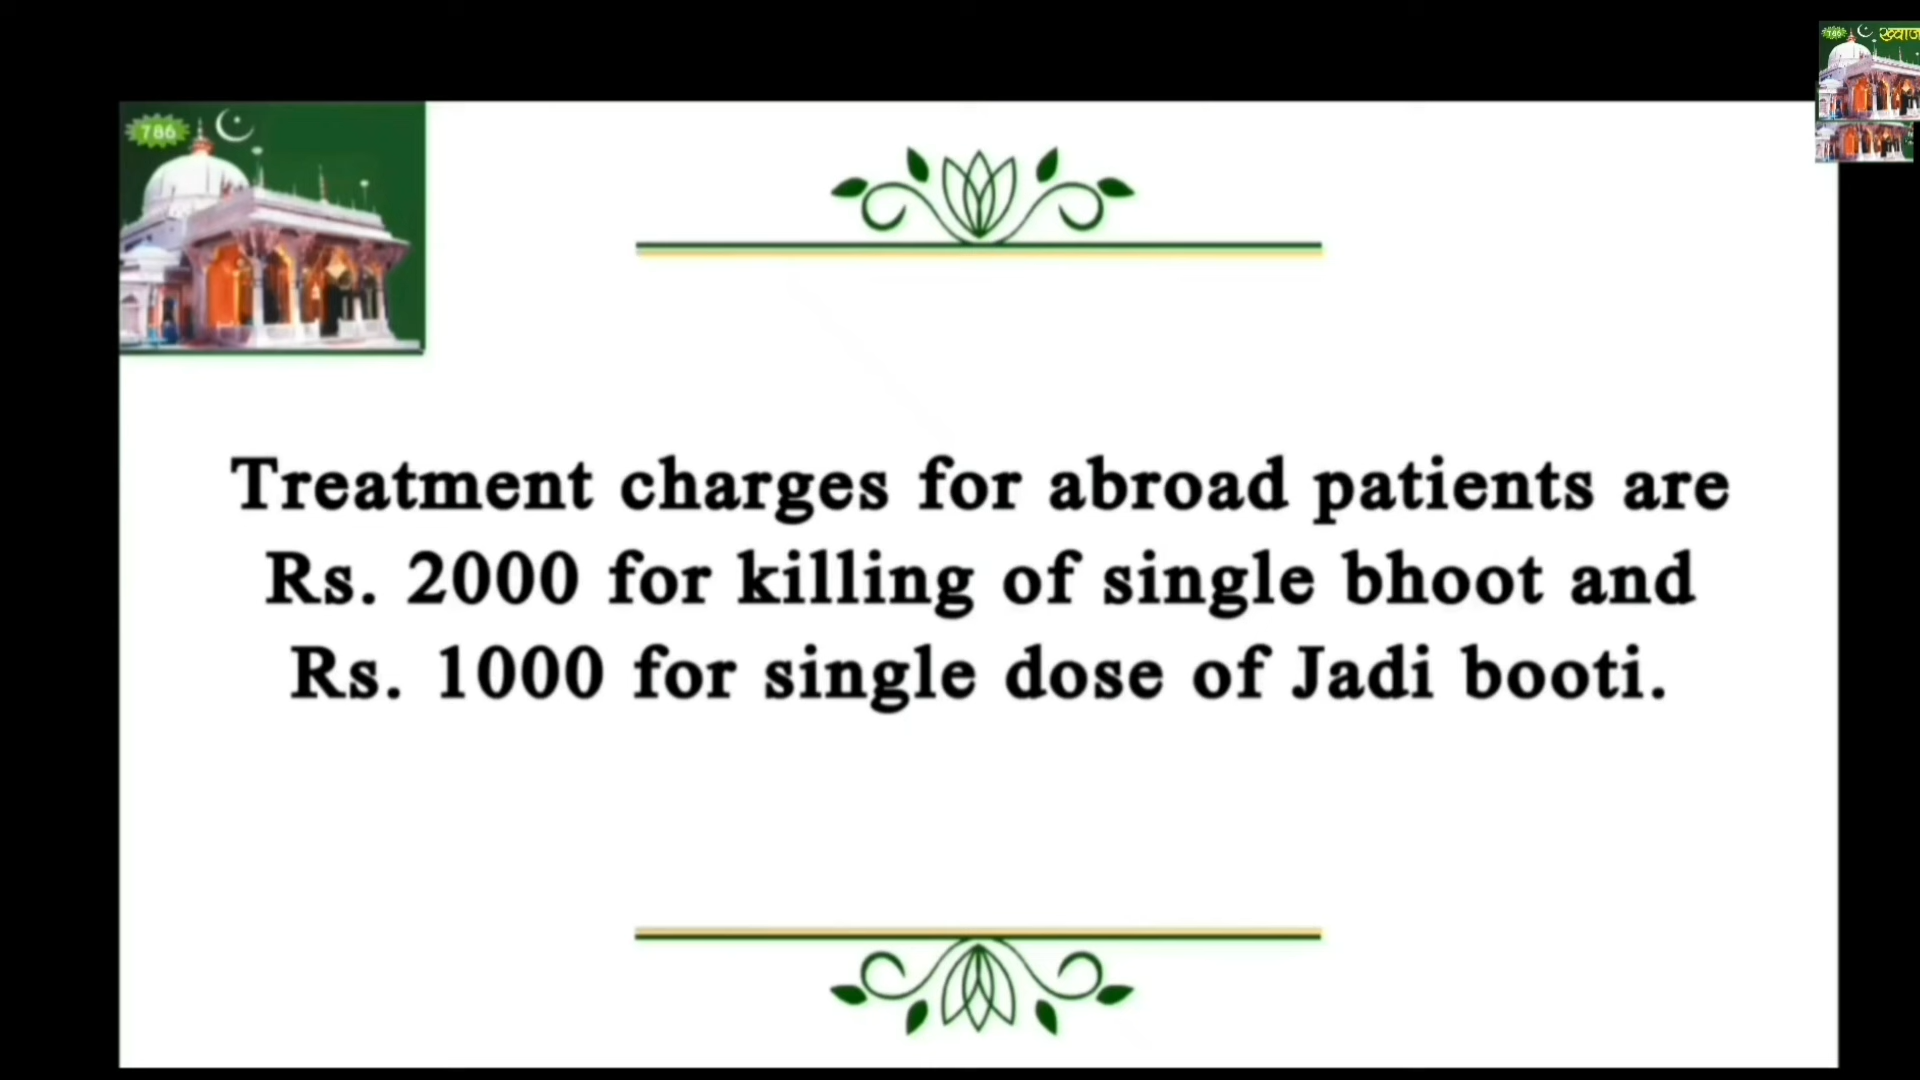 786
Treatment charges for abroad patients are
Rs. 2000 for killing of single bhoot and
Rs. 1000 for single dose of Jadi booti.
786